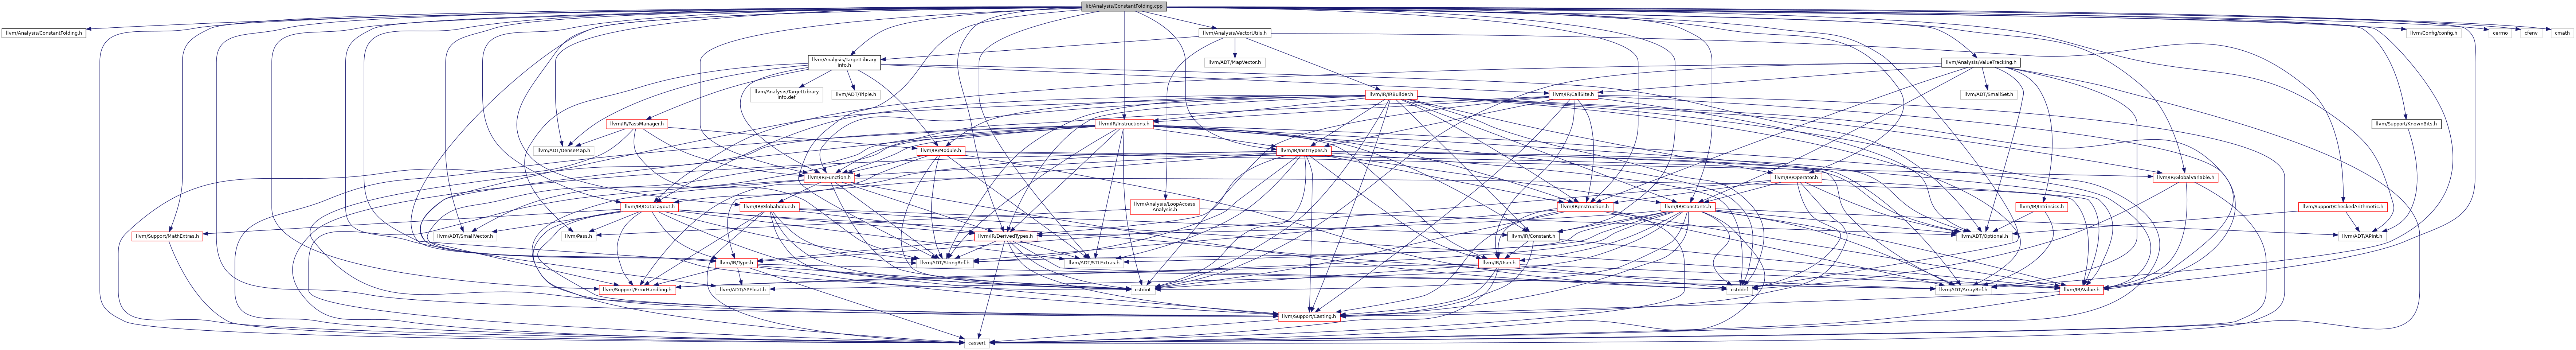 lib/Analysis/ConstantFolding.cpp
llvm/Analysis/ConstantFolding.h
llvm/Analysis/VectorUtils.h
llvm/Config/config.h
cerrno
cfenv
cmath
llvm/Analysis/TargetLibrary
Info.h
llvm/ADT/MapVector.h
llvm/Analysis/ValueTracking.h
llvm/Analysis/TargetLibrary
Info.def
llvm/ADT/Triple.h
llvm/IR/IRBuilder.h
llvm/IR/CallSite.h
llvm/ADT/SmallSet.h
llvm/IR/PassManager.h
llvm/IR/Instructions.h
llvm/Support/KnownBits.h
llvm/ADT/DenseMap.h
llvm/IR/Module.h
llvm/IR/InstrTypes.h
llvm/IR/Function.h
llvm/IR/Operator.h
llvm/IR/GlobalVariable.h
llvm/IR/DataLayout.h
llvm/IR/GlobalValue.h
llvm/Analysis/LoopAccess
Analysis.h
llvm/IR/Instruction.h
llvm/IR/Constants.h
llvm/IR/Intrinsics.h
llvm/Support/CheckedArithmetic.h
llvm/Support/MathExtras.h
llvm/ADT/SmallVector.h
llvm/Pass.h
llvm/IR/DerivedTypes.h
llvm/IR/Constant.h
llvm/ADT/Optional.h
llvm/ADT/APInt.h
llvm/IR/Type.h
llvm/ADT/StringRef.h
llvm/ADT/STLExtras.h
llvm/IR/User.h
llvm/Support/ErrorHandling.h
llvm/ADT/APFloat.h
cstdint
cstddef
llvm/ADT/ArrayRef.h
llvm/IR/Value.h
llvm/Support/Casting.h
cassert